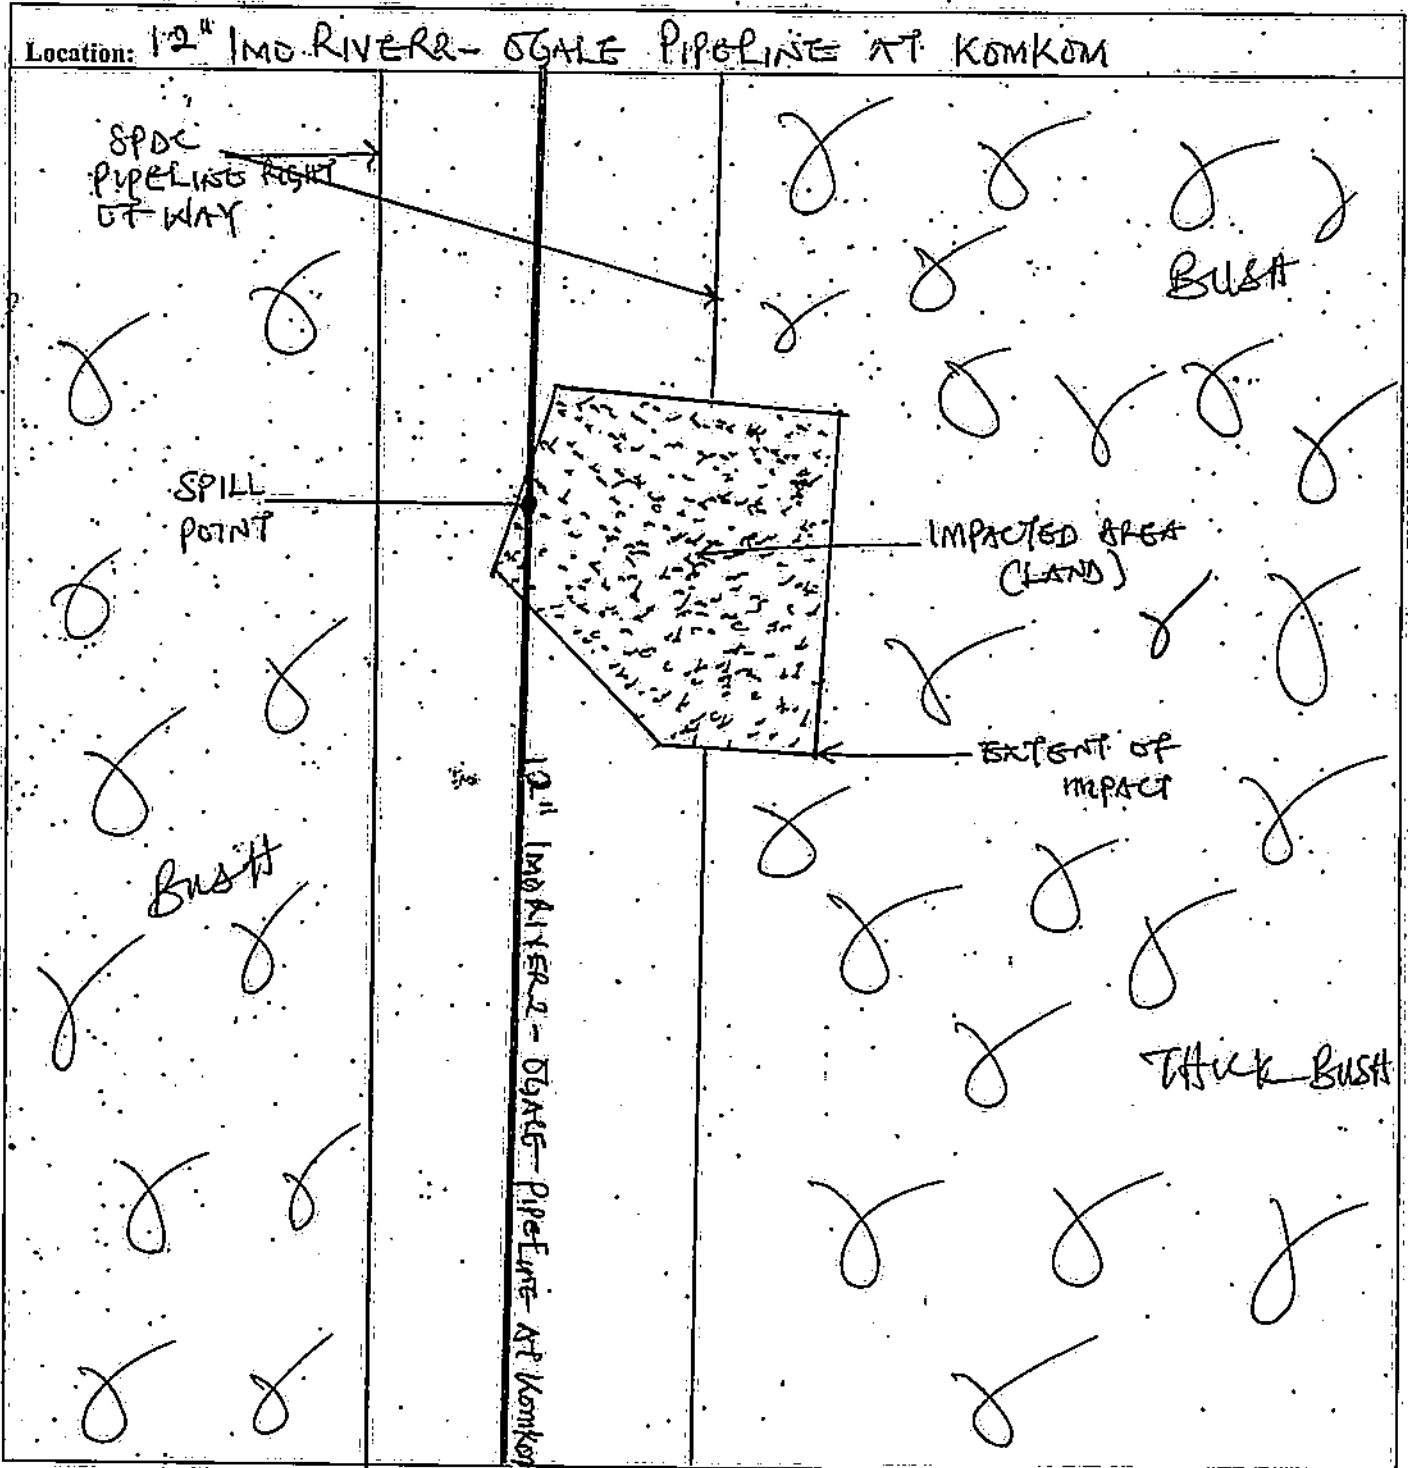 Location: 12" IMO RIVER2- OGALE PIPELINE AT KOMKOM
SPDC
PIPELINE RIGHT
OF WAY
BUSH
SPILL
POINT
IMPACTED AREA
(LAND)
EXTENT OF
IMPACT
12" IMO RIVER 2 - OGALE PIPELINE AT Komkom
BUSH
THICK BUSH